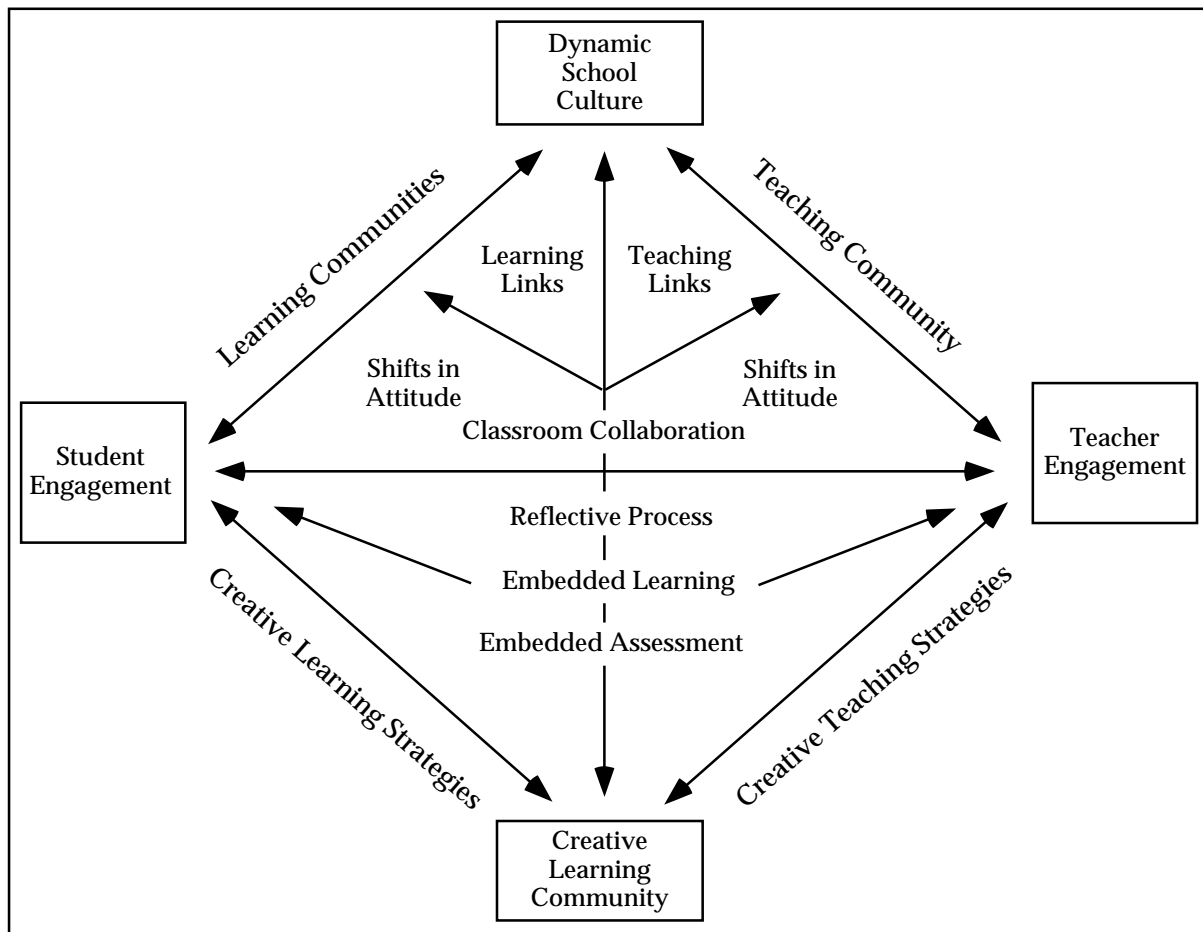 Dynamic
School
Culture
Learning Communities
Teaching Community
Learning
Links
Teaching
Links
Shifts in
Attitude
Shifts in
Attitude
Classroom Collaboration
Student
Engagement
Teacher
Engagement
Reflective Process
Embedded Learning
Embedded Assessment
Creative Learning Strategies
Creative Teaching Strategies
Creative
Learning
Community